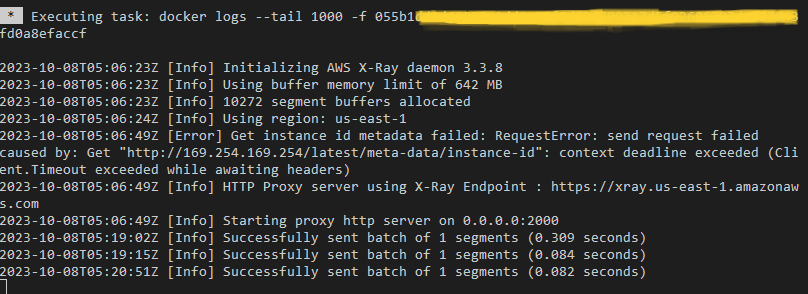 * Executing task: docker logs --tail 1000 -f 055b1
fd0a8efaccf
2023-10-08T05:06:23Z [Info] Initializing AWS X-Ray daemon 3.3.8
2023-10-08T05:06:23Z [Info] Using buffer memory limit of 642 MB
2023-10-08T05:06:23Z [Info] 10272 segment buffers allocated
2023-10-08T05:06:24Z [Info] Using region: us-east-1
2023-10-08T05:06:49Z [Error] Get instance id metadata failed: RequestError: send request failed
caused by: Get "http://169.254.169.254/latest/meta-data/instance-id": context deadline exceeded (Cli
ent.Timeout exceeded while awaiting headers)
2023-10-08T05:06:49Z [Info] HTTP Proxy server using X-Ray Endpoint : https://xray.us-east-1.amazonaw
s.com
2023-10-08T05:06:49Z [Info] Starting proxy http server on 0.0.0.0:2000
2023-10-08T05:19:02Z [Info] Successfully sent batch of 1 segments (0.309 seconds)
2023-10-08T05:19:15Z [Info] Successfully sent batch of 1 segments (0.084 seconds)
2023-10-08T05:20:51Z [Info] Successfully sent batch of 1 segments (0.082 seconds)